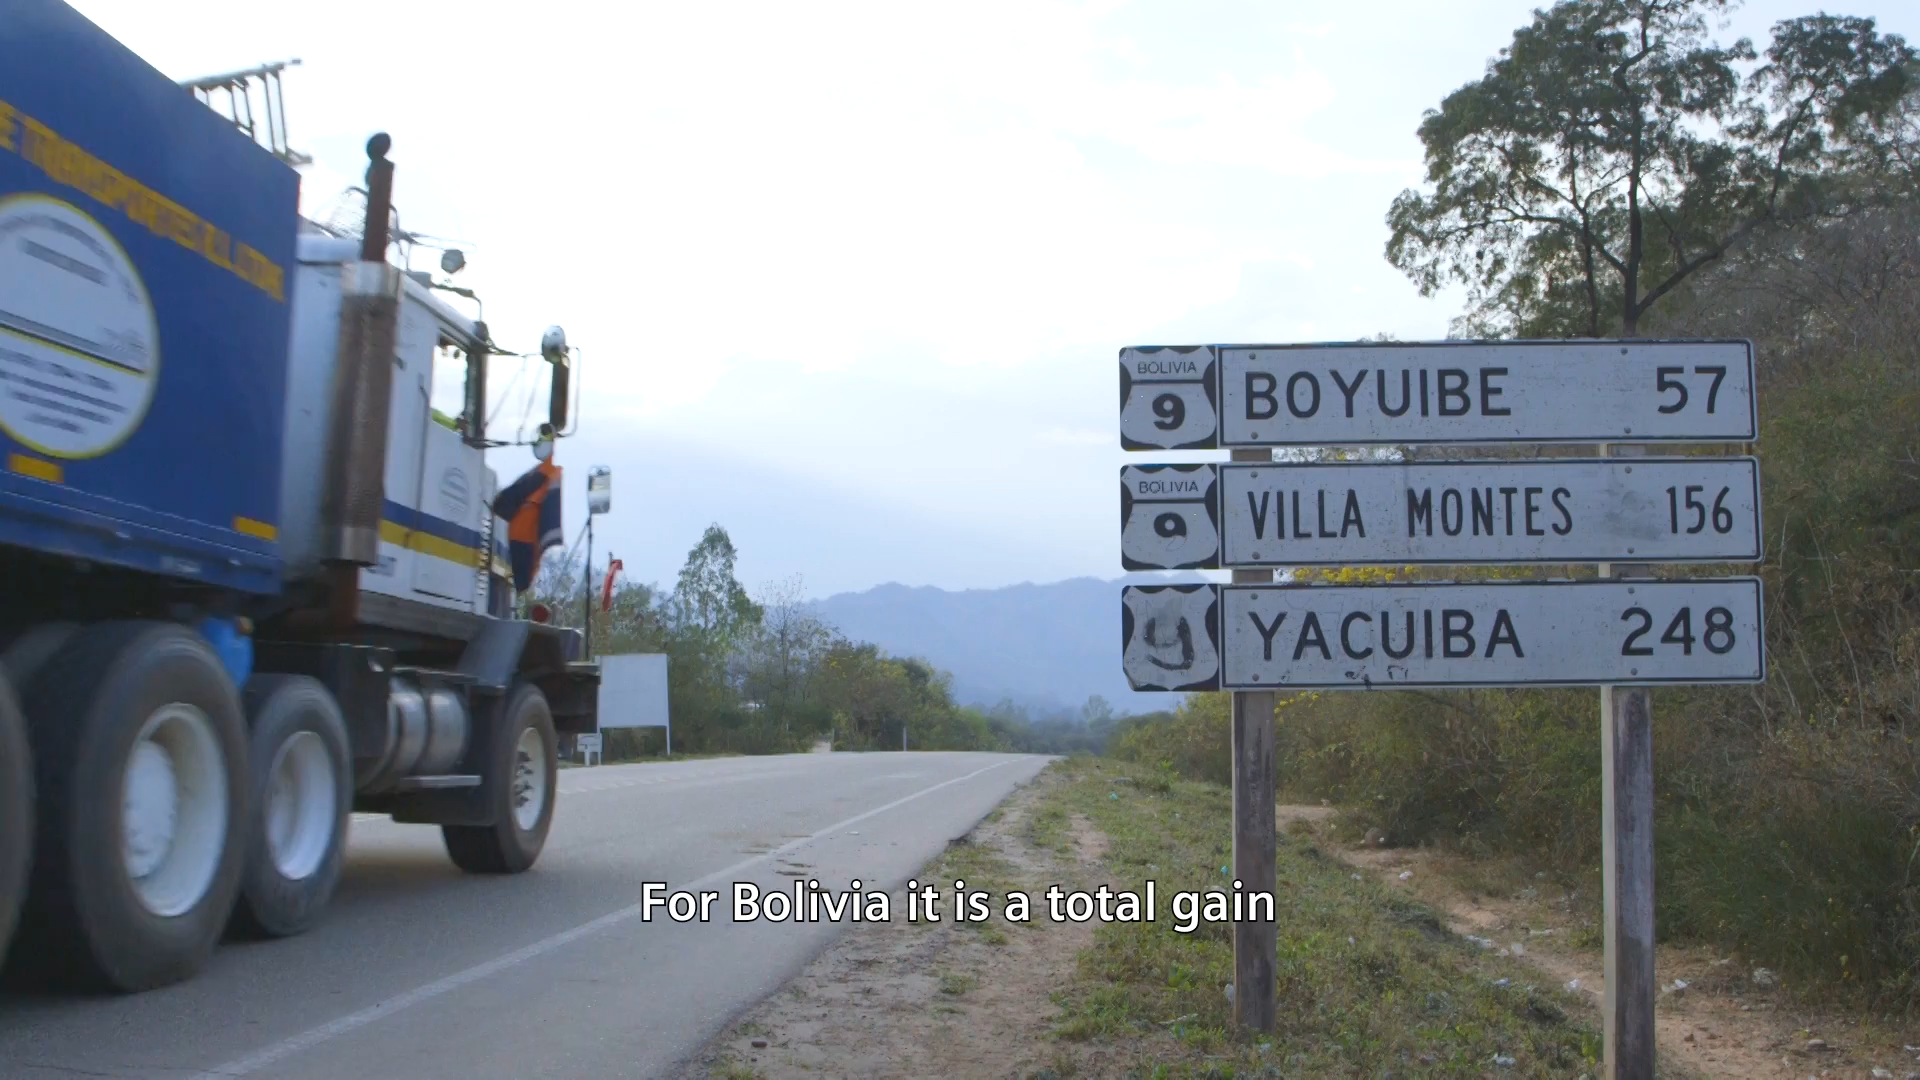 BOLIVIA
9
BOYUIBE 57
BOLIVIA
9
VILLA MONTES 156
9
YACUIBA 248
For Bolivia it is a total gain